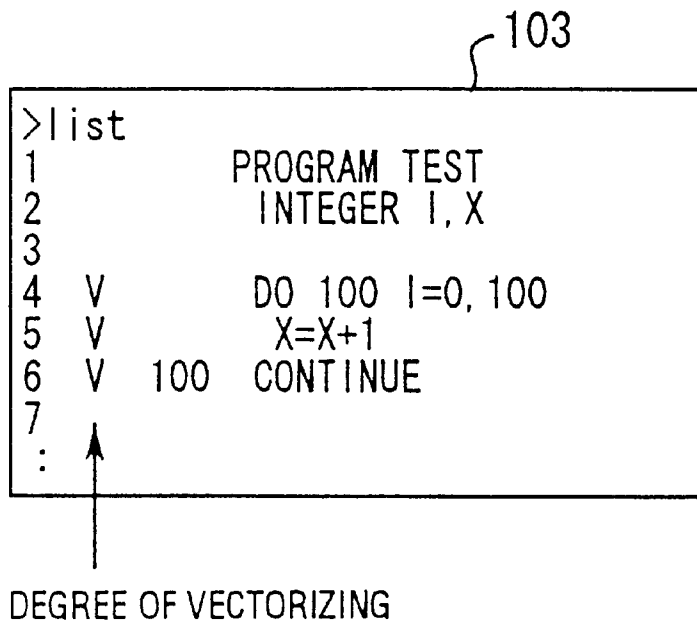 103
>list
1 PROGRAM TEST
2 INTEGER I,X
3
4 V DO 100 I=0,100
5 V X=X+1
6 V 100 CONTINUE
7
:
DEGREE OF VECTORIZING